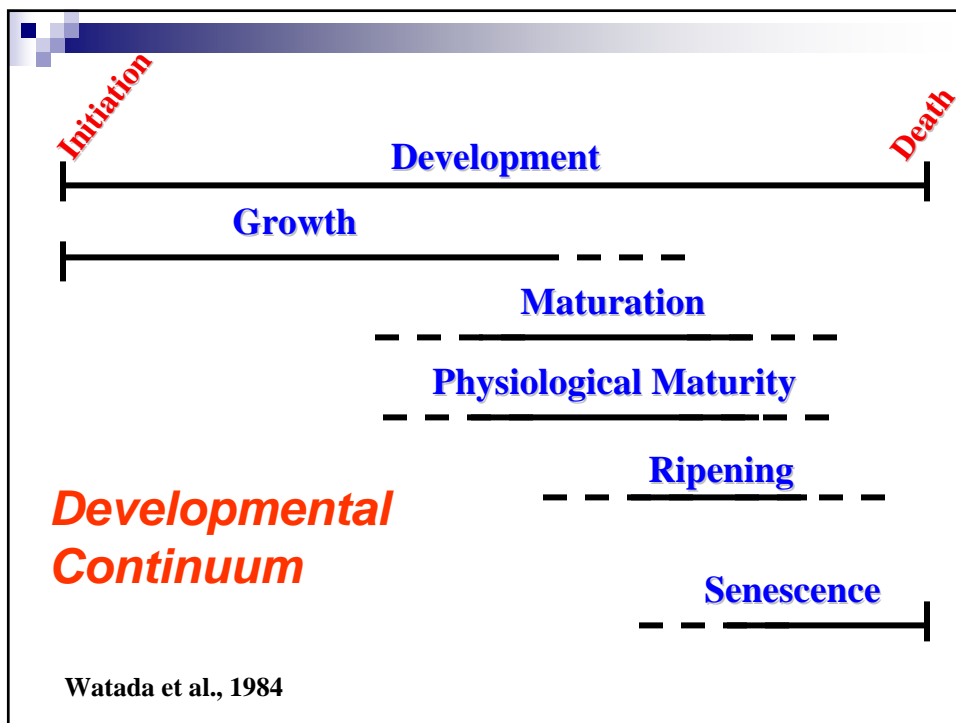 Initiation
Death
Development
Growth
Maturation
Physiological Maturity
Ripening
Developmental
Continuum
Senescence
Watada et al., 1984